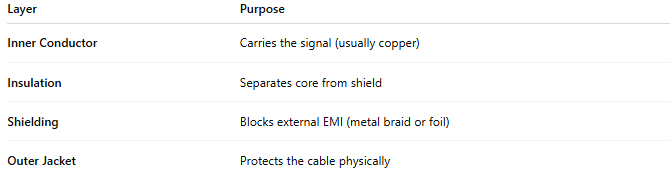 Layer Purpose
Inner Conductor Carries the signal (usually copper)
Insulation Separates core from shield
Shielding Blocks external EMI (metal braid or foil)
Outer Jacket Protects the cable physically